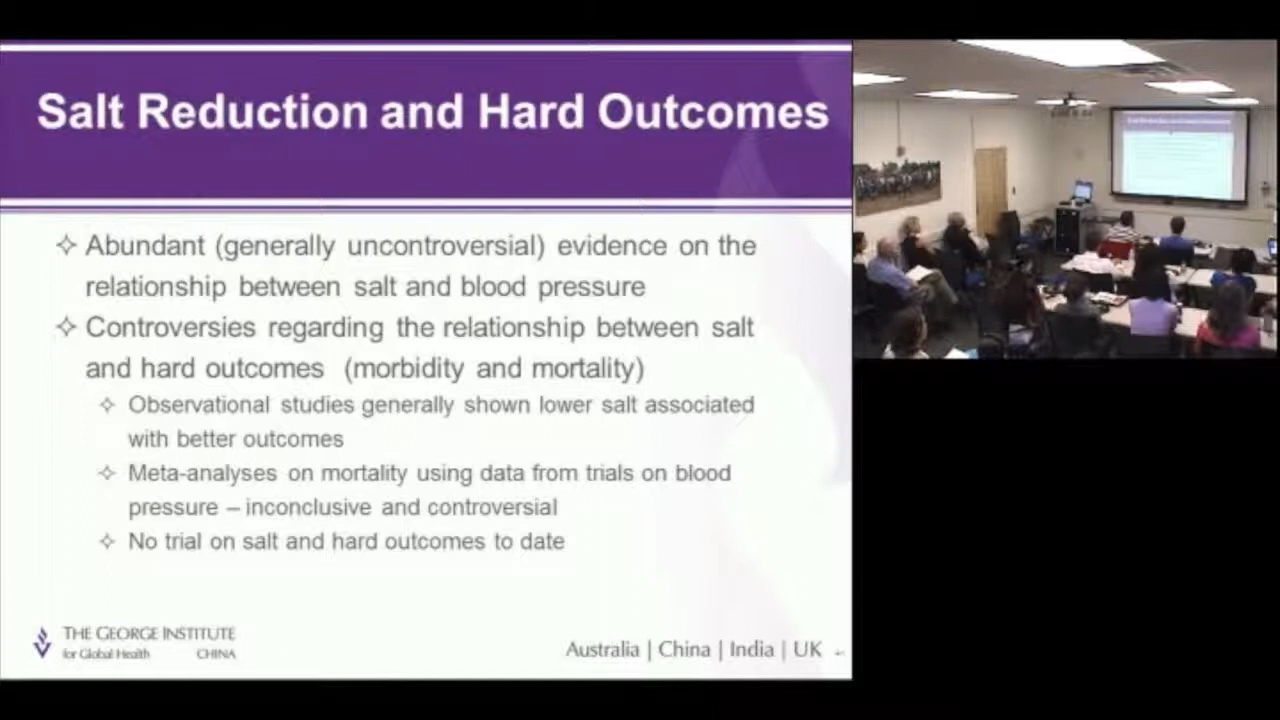 Salt Reduction and Hard Outcomes
✧ Abundant (generally uncontroversial) evidence on the
relationship between salt and blood pressure
✧ Controversies regarding the relationship between salt
and hard outcomes (morbidity and mortality)
✧ Observational studies generally shown lower salt associated
with better outcomes
✧ Meta-analyses on mortality using data from trials on blood
pressure – inconclusive and controversial
✧ No trial on salt and hard outcomes to date
THE GEORGE INSTITUTE
for Global Health CHINA
Australia | China | India | UK